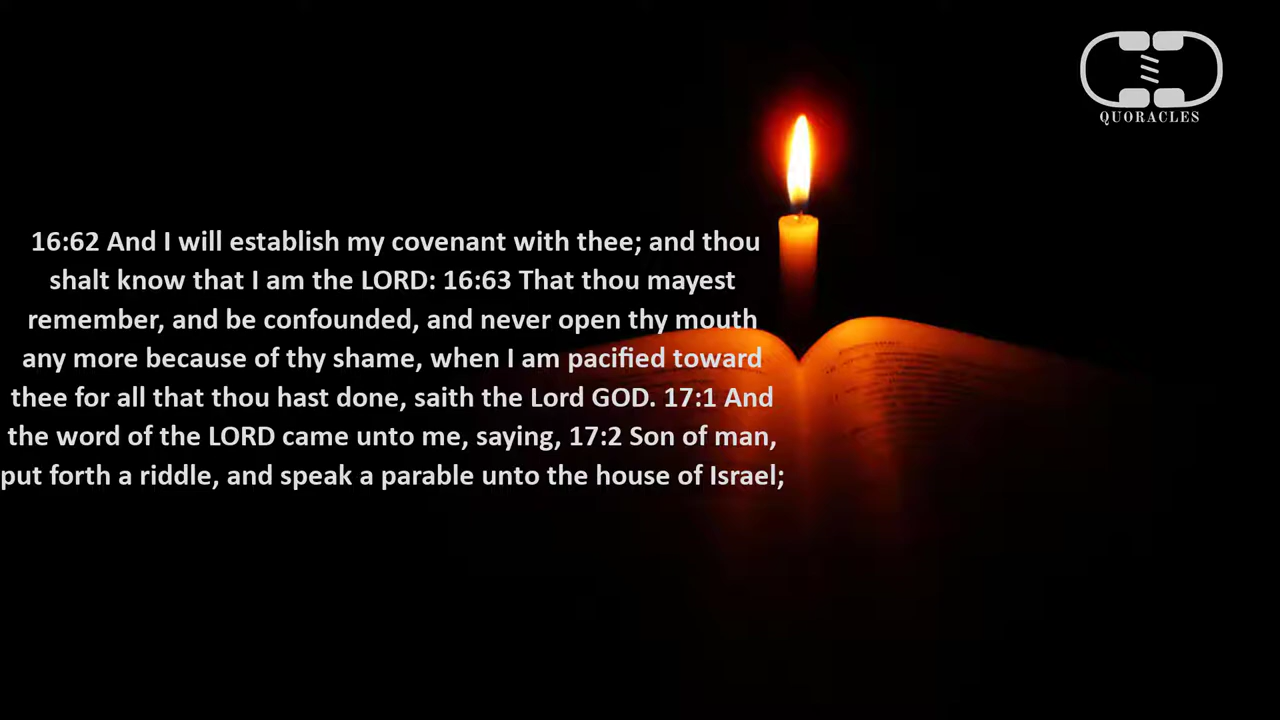 QUORACLES
16:62 And I will establish my covenant with thee; and thou
shalt know that I am the LORD: 16:63 That thou mayest
remember, and be confounded, and never open thy mouth
any more because of thy shame, when I am pacified toward
thee for all that thou hast done, saith the Lord GOD. 17:1 And
the word of the LORD came unto me, saying, 17:2 Son of man,
put forth a riddle, and speak a parable unto the house of Israel;